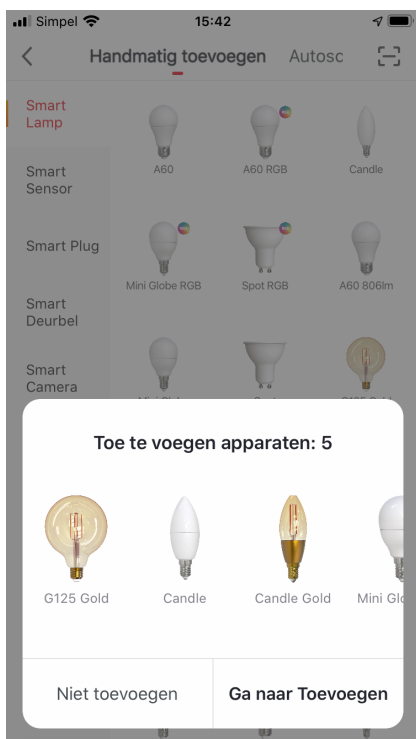 Simpel
15:42
Handmatig toevoegen
Autosc
Smart
Lamp
A60
A60 RGB
Candle
Smart
Sensor
Smart Plug
Mini Globe RGB
Spot RGB
A60 806lm
Smart
Deurbel
Smart
Camera
Toe te voegen apparaten: 5
G125 Gold
Candle
Candle Gold
Mini Glo
Niet toevoegen
Ga naar Toevoegen